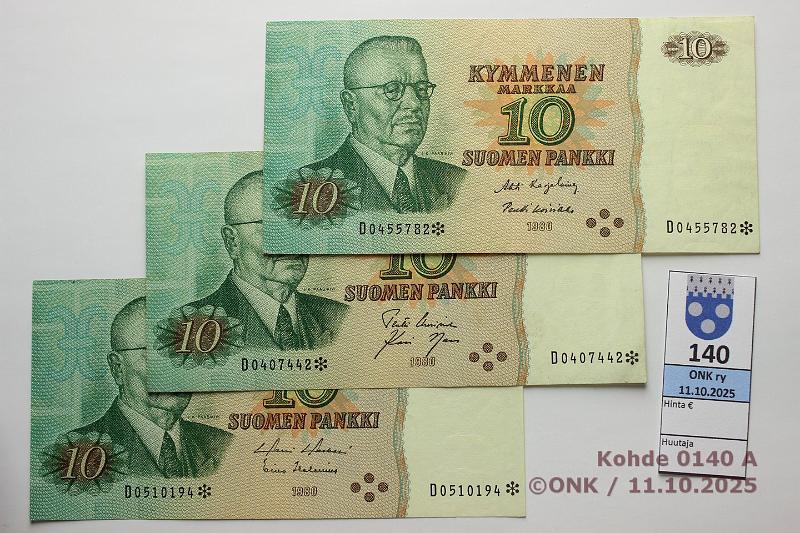 10
KYMMENEN
MARKKAA
10
SUOMEN PANKKI
10
D0455782*
1980
D0455782*
10
SUOMEN PANKKI
10
D0407442*
1980
D0407442*
10
SUOMEN PANKKI
10
D0510194*
1980
D0510194*
140
ONK ry
11.10.2025
Hinta €
Huutaja
Kohde 0140 A
©ONK / 11.10.2025